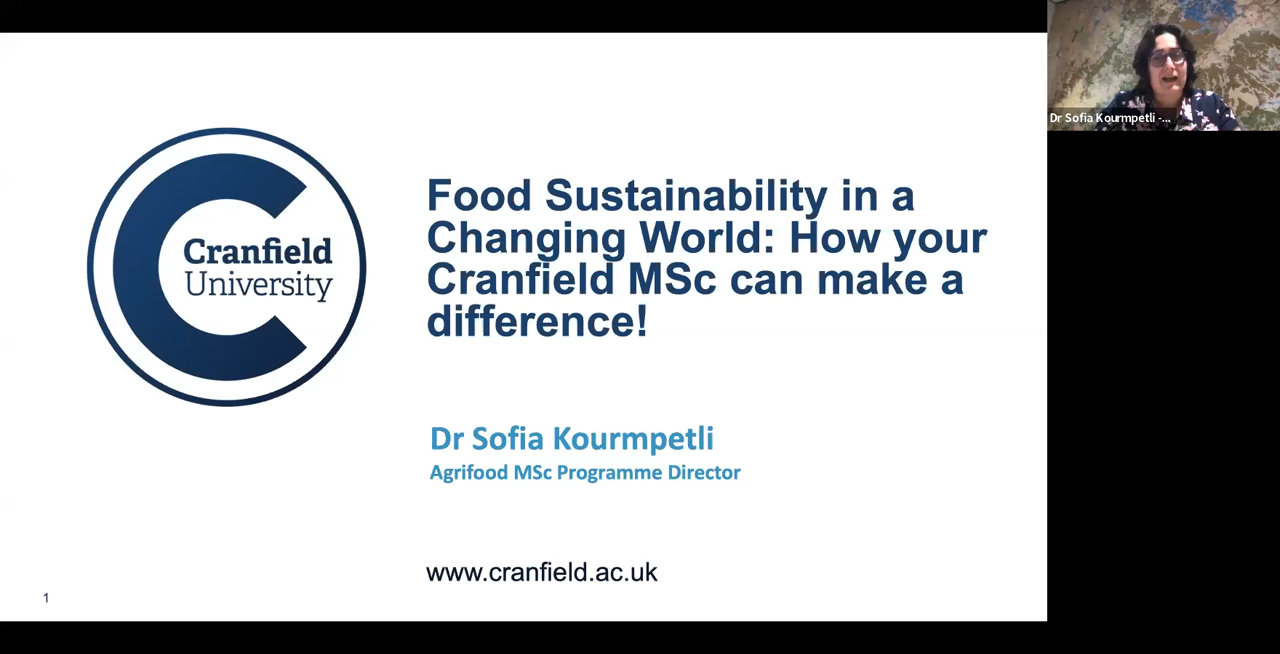 Cranfield
University
Food Sustainability in a
Changing World: How your
Cranfield MSc can make a
difference!
Dr Sofia Kourmpetli
Agrifood MSc Programme Director
www.cranfield.ac.uk
1
Dr Sofia Kourmpetli -...